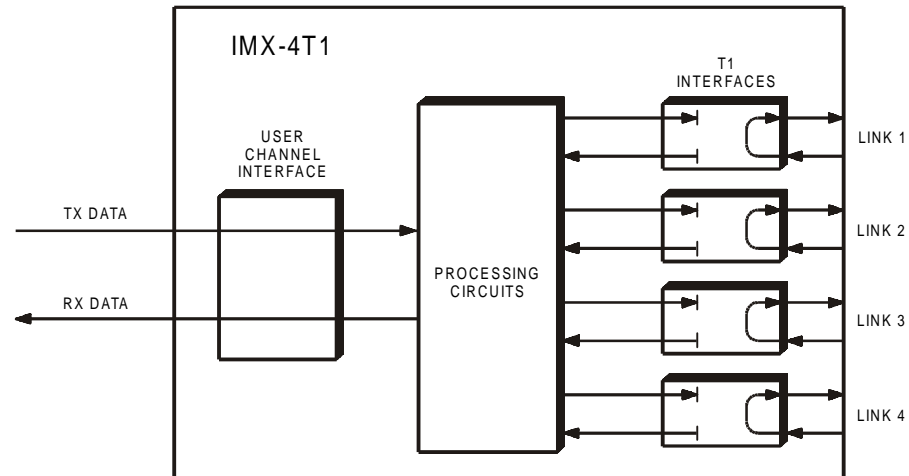 IMX-4T1
T1
INTERFACES
USER
CHANNEL
INTERFACE
TX DATA
RX DATA
PROCESSING
CIRCUITS
LINK 1
LINK 2
LINK 3
LINK 4